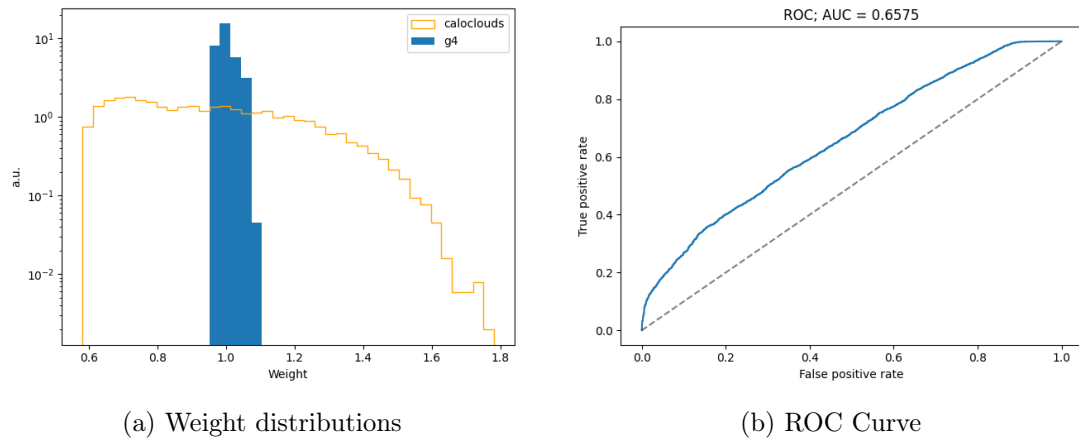 caloclouds
g4
10¹
10⁰
10⁻¹
10⁻²
a.u.
0.6 0.8 1.0 1.2 1.4 1.6 1.8
Weight
(a) Weight distributions
ROC; AUC = 0.6575
1.0
0.8
0.6
0.4
0.2
0.0
True positive rate
0.0 0.2 0.4 0.6 0.8 1.0
False positive rate
(b) ROC Curve